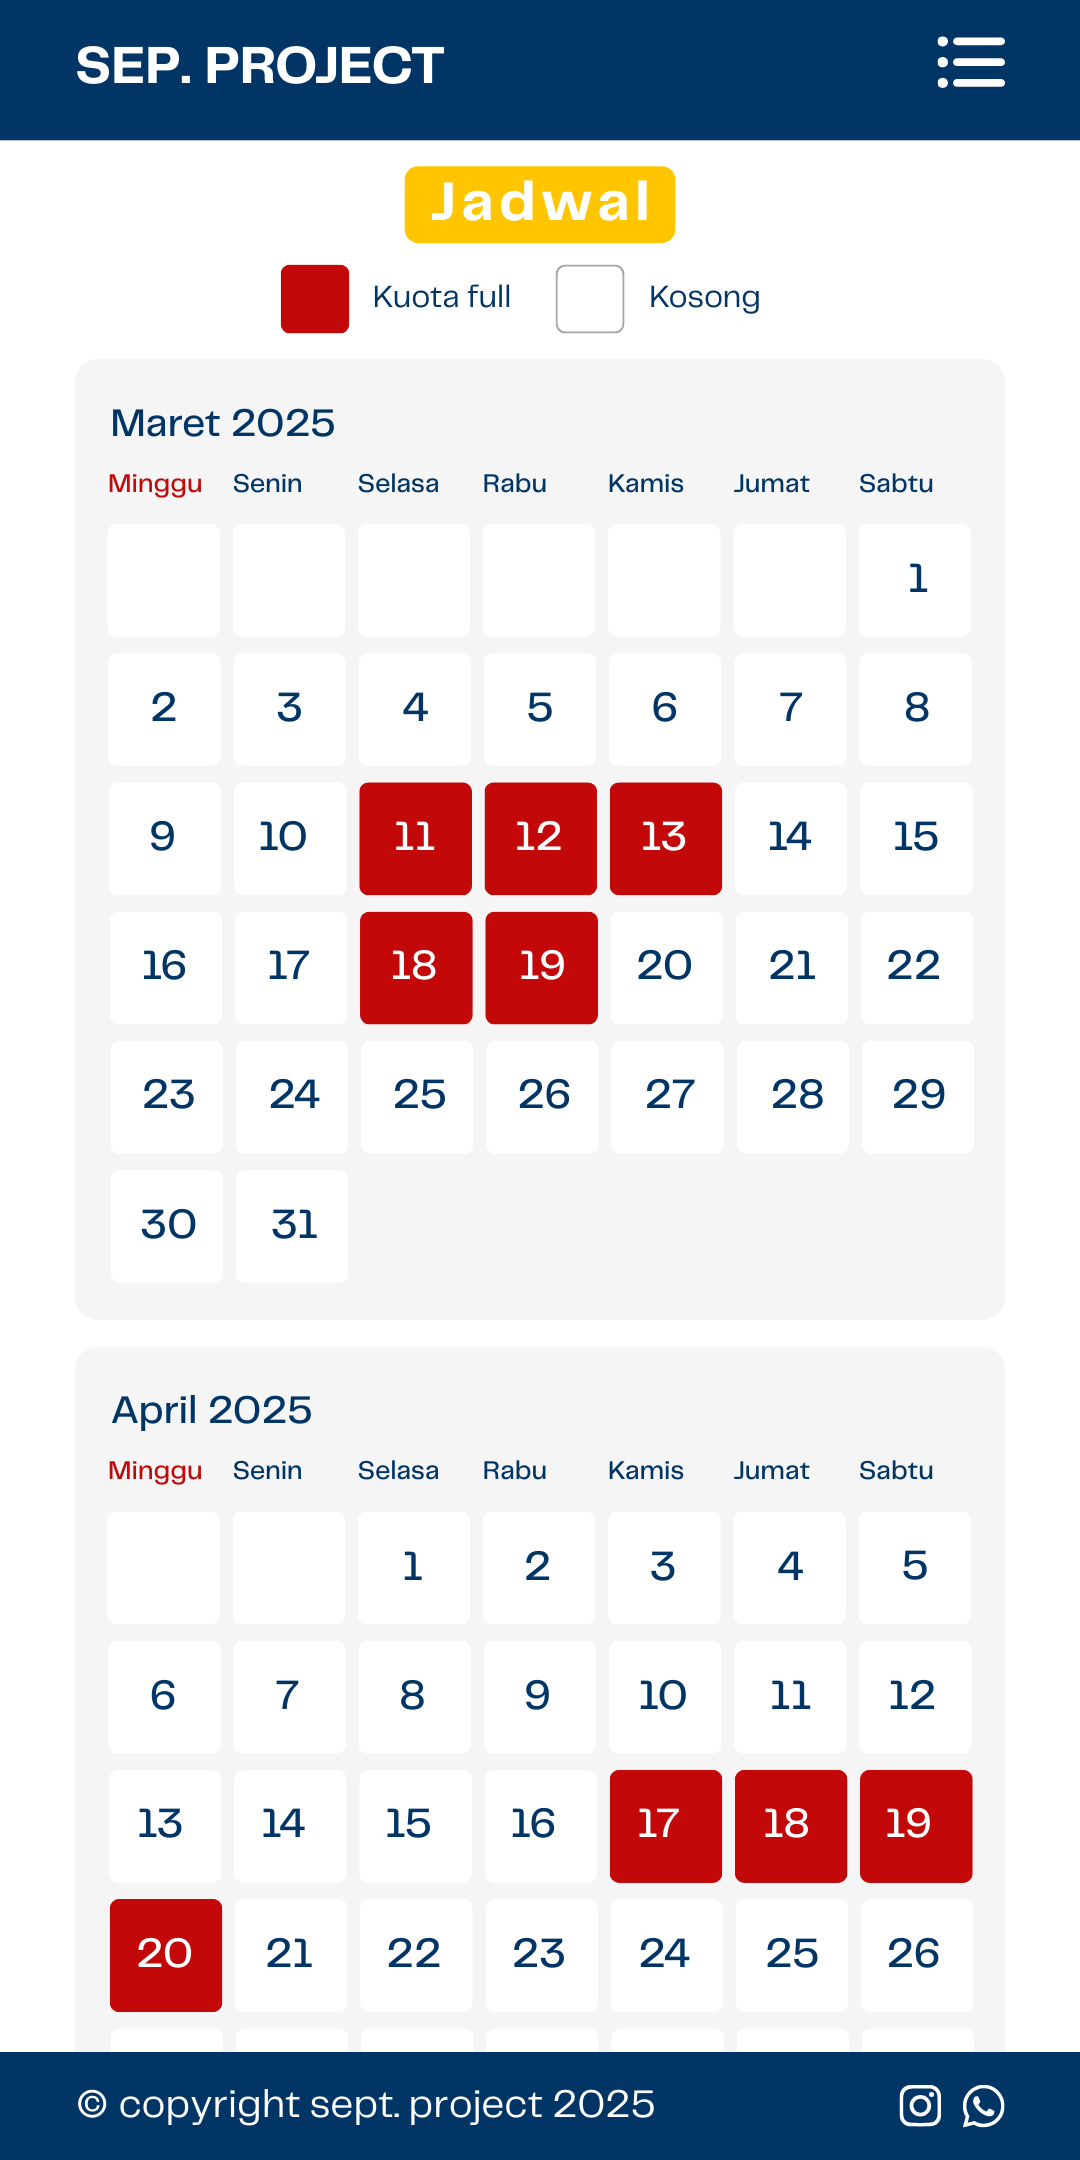 SEP. PROJECT
Jadwal
Kuota full Kosong
Maret 2025
Minggu Senin Selasa Rabu Kamis Jumat Sabtu
1
2 3 4 5 6 7 8
9 10 11 12 13 14 15
16 17 18 19 20 21 22
23 24 25 26 27 28 29
30 31
April 2025
Minggu Senin Selasa Rabu Kamis Jumat Sabtu
1 2 3 4 5
6 7 8 9 10 11 12
13 14 15 16 17 18 19
20 21 22 23 24 25 26
© copyright sept. project 2025